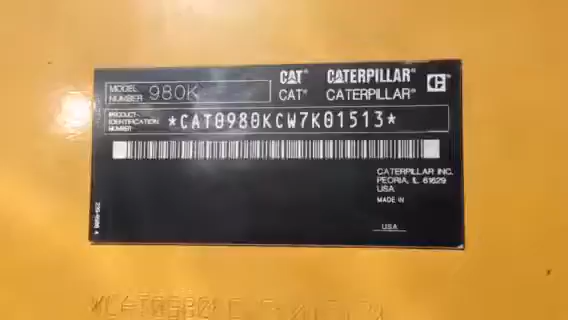 MODEL NUMBER 980K
CAT® CATERPILLAR®
CAT® CATERPILLAR®
PRODUCT IDENTIFICATION NUMBER *CAT0980KCW7K01513*
CATERPILLAR INC.
PEORIA, IL 61629
USA
MADE IN
USA